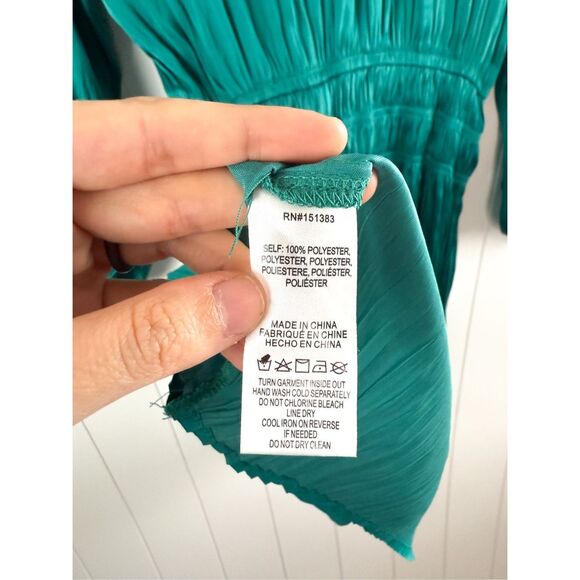 RN#151383
SELF: 100% POLYESTER,
POLYESTER, POLYESTER,
POLIESTERE, POLIÉSTER,
POLIÉSTER
MADE IN CHINA
FABRIQUÉ EN CHINE
HECHO EN CHINA
TURN GARMENT INSIDE OUT
HAND WASH COLD SEPARATELY
DO NOT CHLORINE BLEACH
LINE DRY
COOL IRON ON REVERSE
IF NEEDED
DO NOT DRY CLEAN